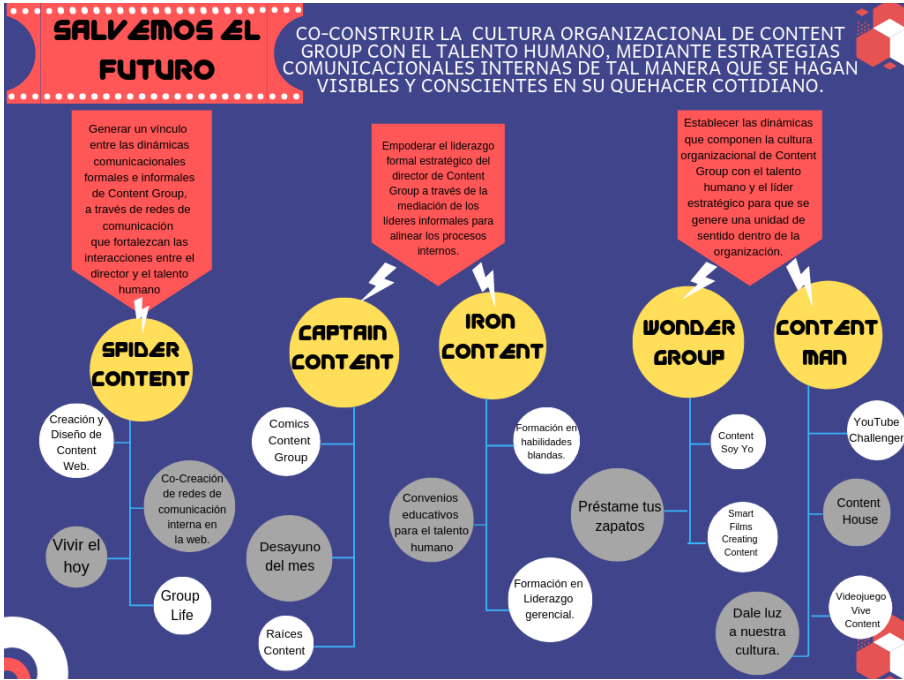 SALVEMOS EL
FUTURO
CO-CONSTRUIR LA CULTURA ORGANIZACIONAL DE CONTENT
GROUP CON EL TALENTO HUMANO, MEDIANTE ESTRATEGIAS
COMUNICACIONALES INTERNAS DE TAL MANERA QUE SE HAGAN
VISIBLES Y CONSCIENTES EN SU QUEHACER COTIDIANO.
Generar un vínculo
entre las dinámicas
comunicacionales
formales e informales
de Content Group,
a través de redes de
comunicación
que fortalezcan las
interacciones entre el
director y el talento
humano
Empoderar el liderazgo
formal estratégico del
director de Content
Group a través de la
mediación de los
líderes informales para
alinear los procesos
internos.
Establecer las dinámicas
que componen la cultura
organizacional de Content
Group con el talento
humano y el líder
estratégico para que se
genere una unidad de
sentido dentro de la
organización.
SPIDER
CONTENT
CAPTAIN
CONTENT
IRON
CONTENT
WONDER
GROUP
CONTENT
MAN
Creación y
Diseño de
Content
Web.
Co-Creación
de redes de
comunicación
interna en
la web.
Vivir el
hoy
Group
Life
Comics
Content
Group
Desayuno
del mes
Raíces
Content
Formación en
habilidades
blandas.
Convenios
educativos
para el talento
humano
Formación en
Liderazgo
gerencial.
Content
Soy Yo
Préstame tus
zapatos
Smart
Films
Creating
Content
YouTube
Challenger
Content
House
Videojuego
Vive
Content
Dale luz
a nuestra
cultura.